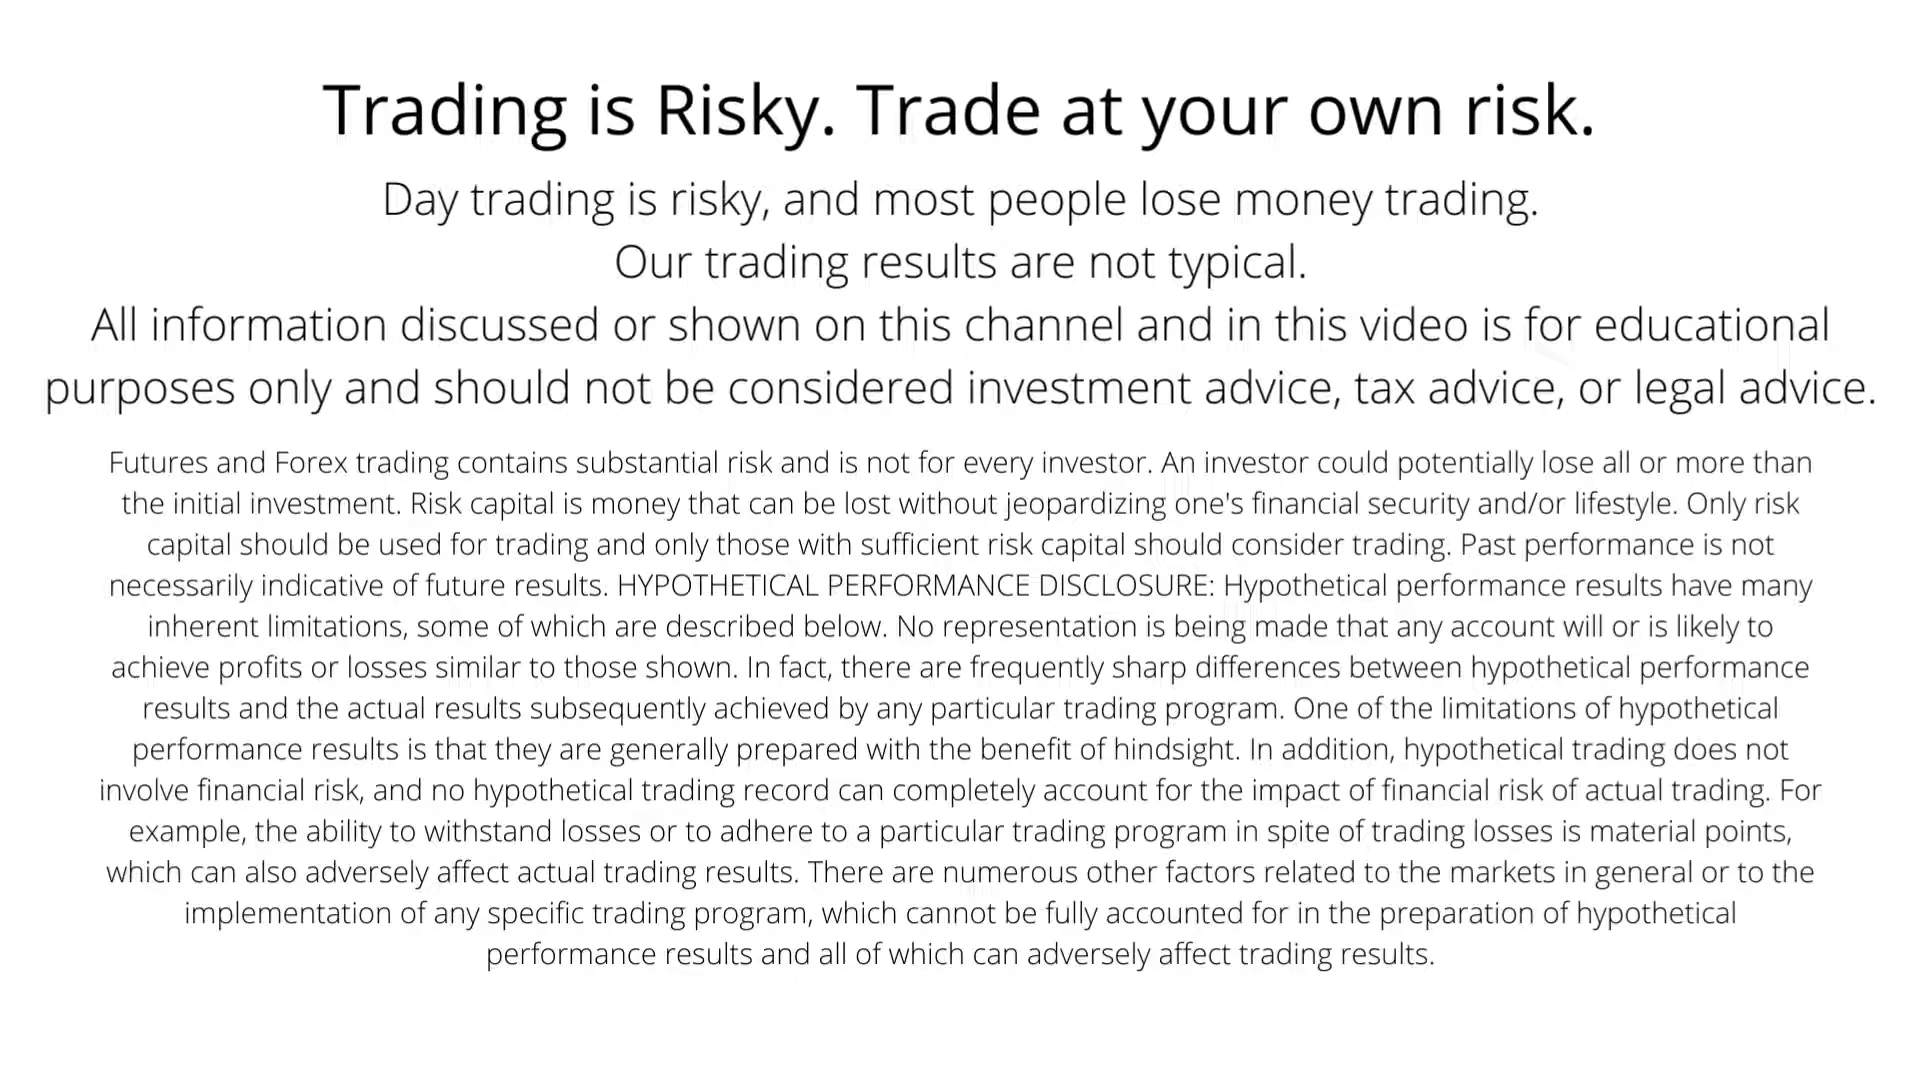 Trading is Risky. Trade at your own risk.
Day trading is risky, and most people lose money trading.
Our trading results are not typical.
All information discussed or shown on this channel and in this video is for educational
purposes only and should not be considered investment advice, tax advice, or legal advice.
Futures and Forex trading contains substantial risk and is not for every investor. An investor could potentially lose all or more than
the initial investment. Risk capital is money that can be lost without jeopardizing one's financial security and/or lifestyle. Only risk
capital should be used for trading and only those with sufficient risk capital should consider trading. Past performance is not
necessarily indicative of future results. HYPOTHETICAL PERFORMANCE DISCLOSURE: Hypothetical performance results have many
inherent limitations, some of which are described below. No representation is being made that any account will or is likely to
achieve profits or losses similar to those shown. In fact, there are frequently sharp differences between hypothetical performance
results and the actual results subsequently achieved by any particular trading program. One of the limitations of hypothetical
performance results is that they are generally prepared with the benefit of hindsight. In addition, hypothetical trading does not
involve financial risk, and no hypothetical trading record can completely account for the impact of financial risk of actual trading. For
example, the ability to withstand losses or to adhere to a particular trading program in spite of trading losses is material points,
which can also adversely affect actual trading results. There are numerous other factors related to the markets in general or to the
implementation of any specific trading program, which cannot be fully accounted for in the preparation of hypothetical
performance results and all of which can adversely affect trading results.